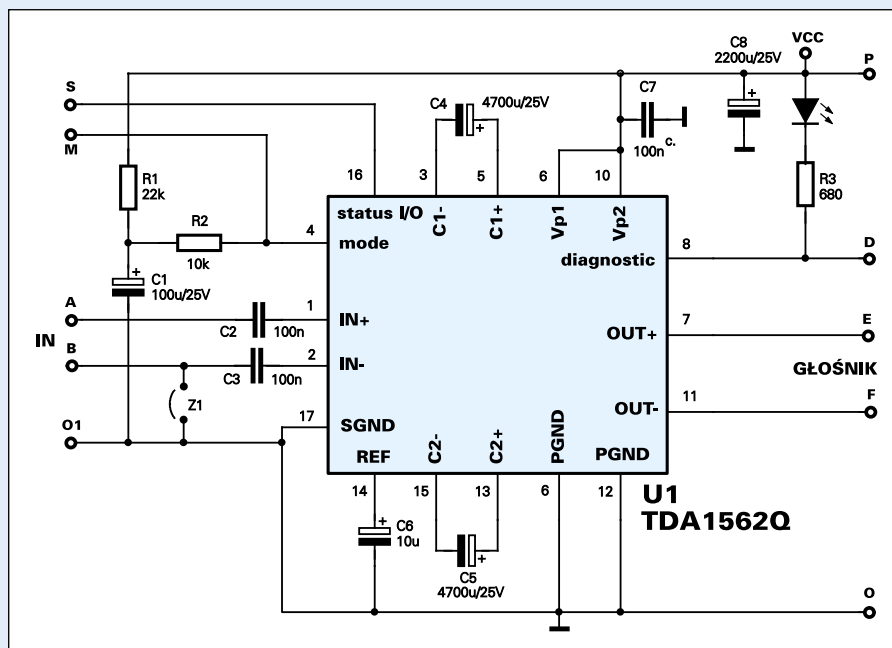 VCC
C8
2200u/25V
P
S
C4
4700u/25V
C7
M
100n
c.
16
3
5
6
10
R1
22k
R3
680
status I/O
C1-
C1+
Vp1
Vp2
R2
4
mode
8
D
10k
diagnostic
C1
100u/25V
A
1
IN+
7
E
C2
100n
OUT+
IN
B
2
IN-
GŁOŚNIK
C3
100n
F
Z1
11
OUT-
O1
17
SGND
C2-
C2+
PGND
PGND
REF
14
15
13
6
12
U1
TDA1562Q
C6
10u
C5
4700u/25V
O